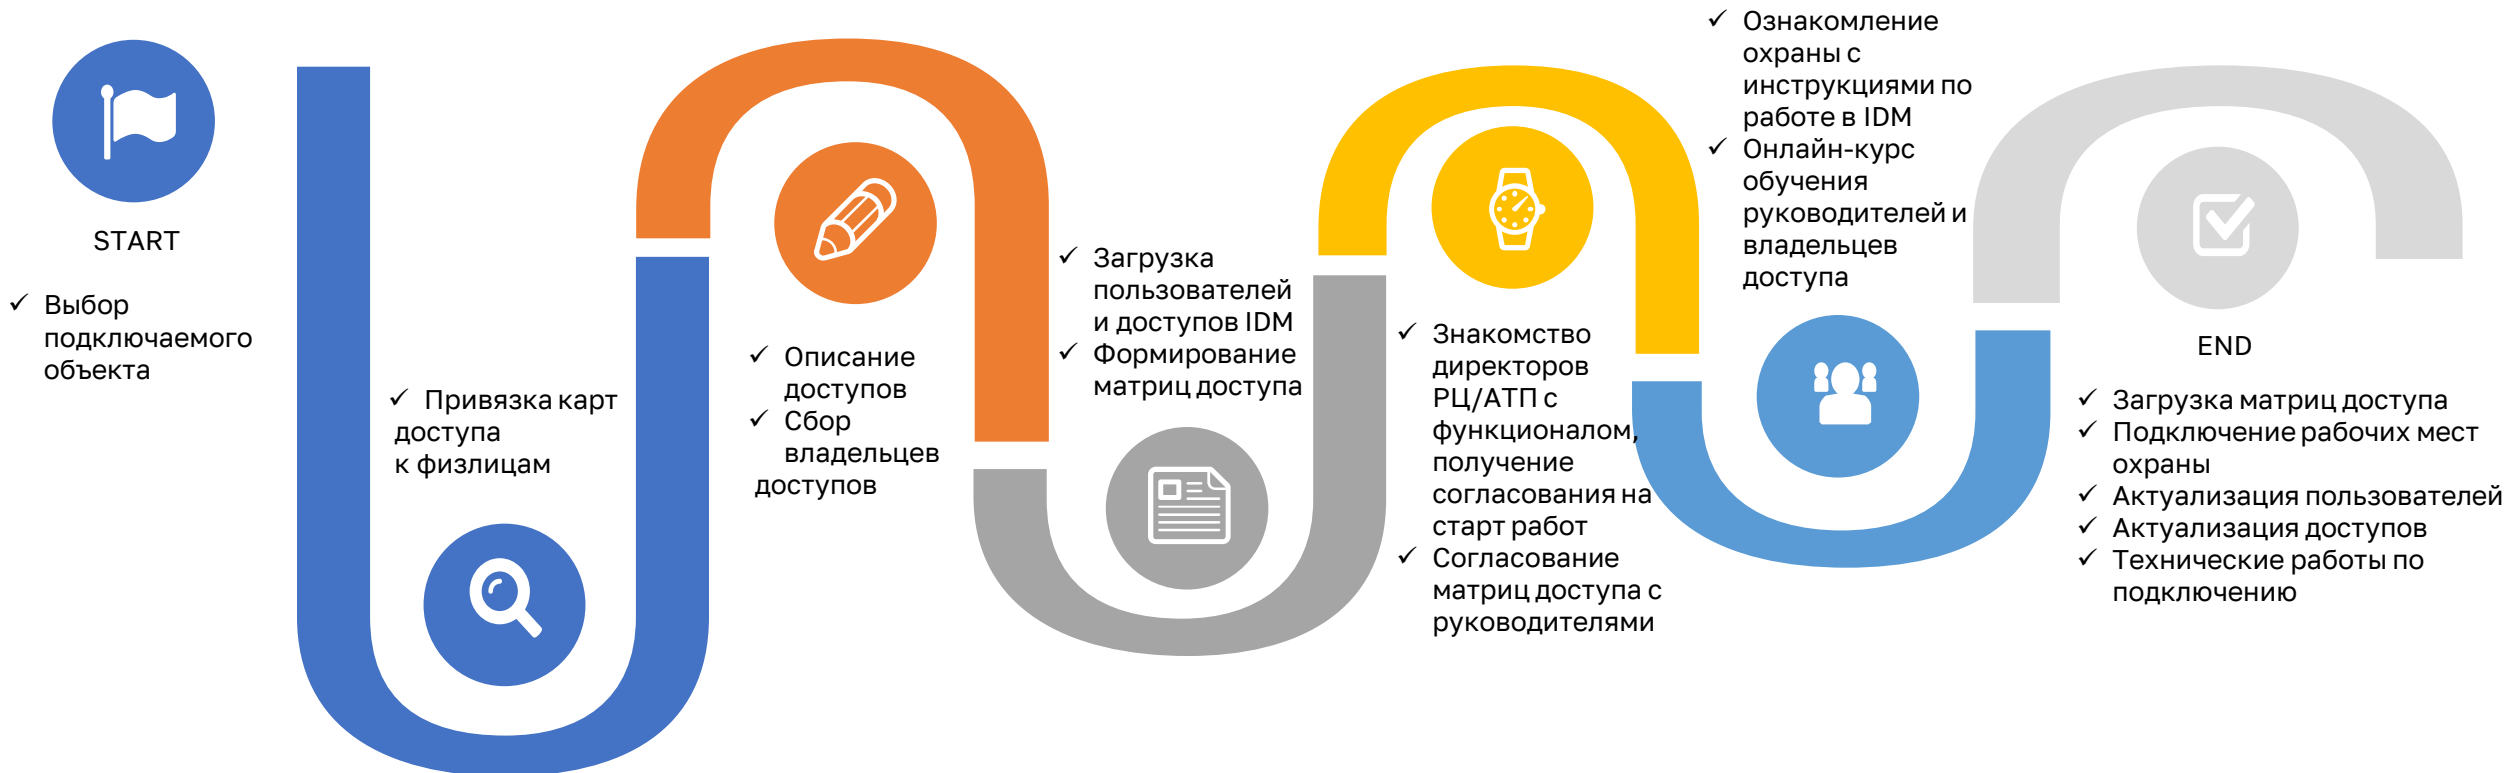 START
✓ Выбор
подключаемого
объекта
✓ Привязка карт
доступа
к физлицам
✓ Описание
доступов
✓ Сбор
владельцев
доступов
✓ Загрузка
пользователей
и доступов IDM
✓ Формирование
матриц доступа
✓ Знакомство
директоров
РЦ/АТП с
функционалом,
получение
согласования на
старт работ
✓ Согласование
матриц доступа с
руководителями
✓ Ознакомление
охраны с
инструкциями по
работе в IDM
✓ Онлайн-курс
обучения
руководителей и
владельцев
доступа
END
✓ Загрузка матриц доступа
✓ Подключение рабочих мест
охраны
✓ Актуализация пользователей
✓ Актуализация доступов
✓ Технические работы по
подключению